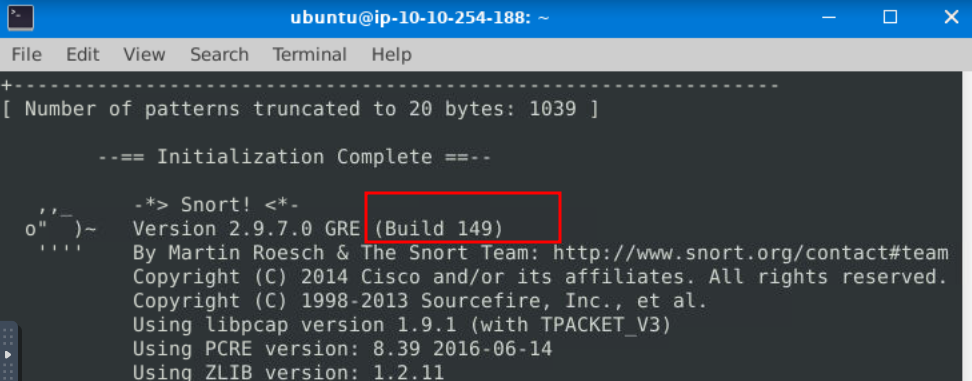 ubuntu@ip-10-10-254-188: ~
File Edit View Search Terminal Help
+-----------------------------------------------------------------
[ Number of patterns truncated to 20 bytes: 1039 ]
--== Initialization Complete ==--
,,_ -*> Snort! <*-
o" )~ Version 2.9.7.0 GRE (Build 149)
'''' By Martin Roesch & The Snort Team: http://www.snort.org/contact#team
Copyright (C) 2014 Cisco and/or its affiliates. All rights reserved.
Copyright (C) 1998-2013 Sourcefire, Inc., et al.
Using libpcap version 1.9.1 (with TPACKET_V3)
Using PCRE version: 8.39 2016-06-14
Using ZLIB version: 1.2.11